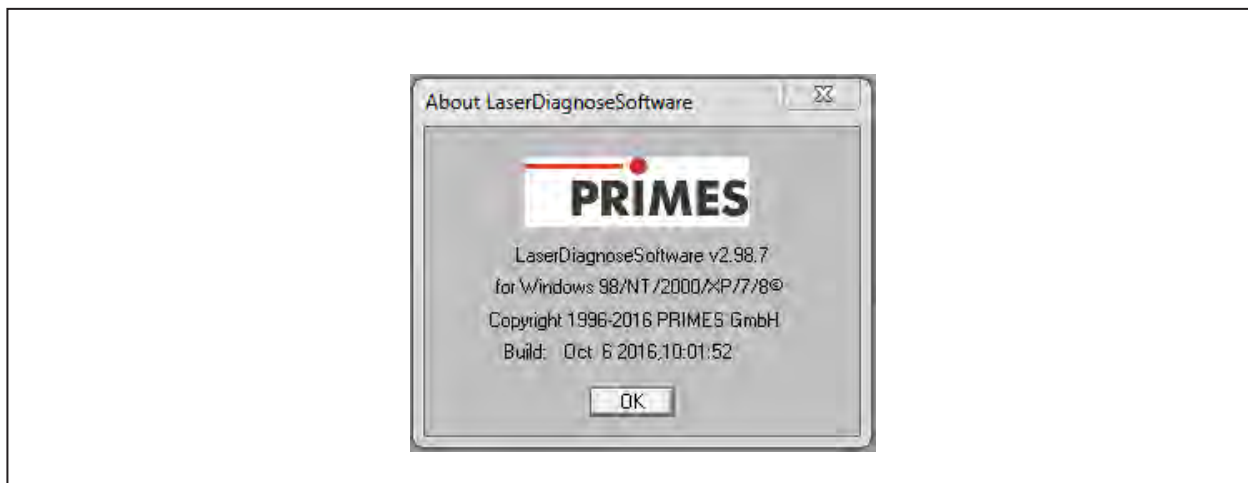 About LaserDiagnoseSoftware
PRIMES
LaserDiagnoseSoftware v2.98.7
for Windows 98/NT/2000/XP/7/8©
Copyright 1996-2016 PRIMES GmbH
Build: Oct 6 2016,10:01:52
OK